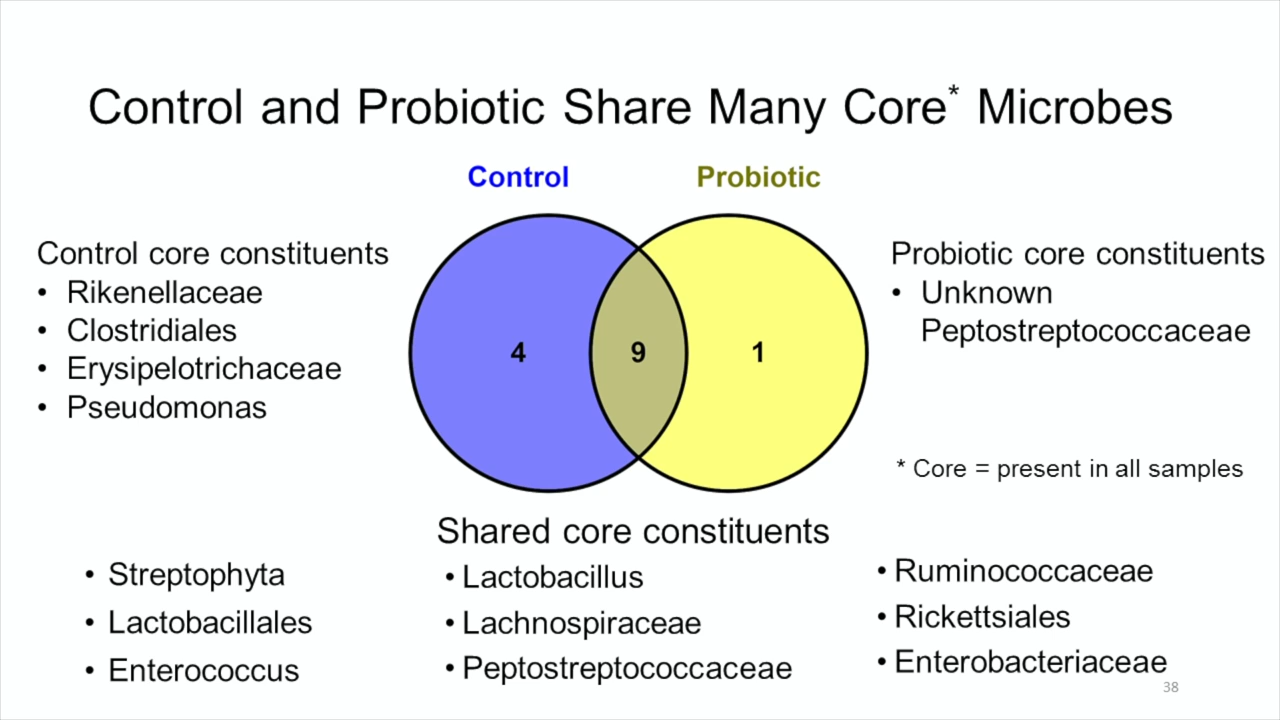 Control and Probiotic Share Many Core* Microbes
Control
Probiotic
Control core constituents
• Rikenellaceae
• Clostridiales
• Erysipelotrichaceae
• Pseudomonas
4
9
1
Probiotic core constituents
• Unknown
Peptostreptococcaceae
* Core = present in all samples
Shared core constituents
• Streptophyta
• Lactobacillales
• Enterococcus
• Lactobacillus
• Lachnospiraceae
• Peptostreptococcaceae
• Ruminococcaceae
• Rickettsiales
• Enterobacteriaceae
38